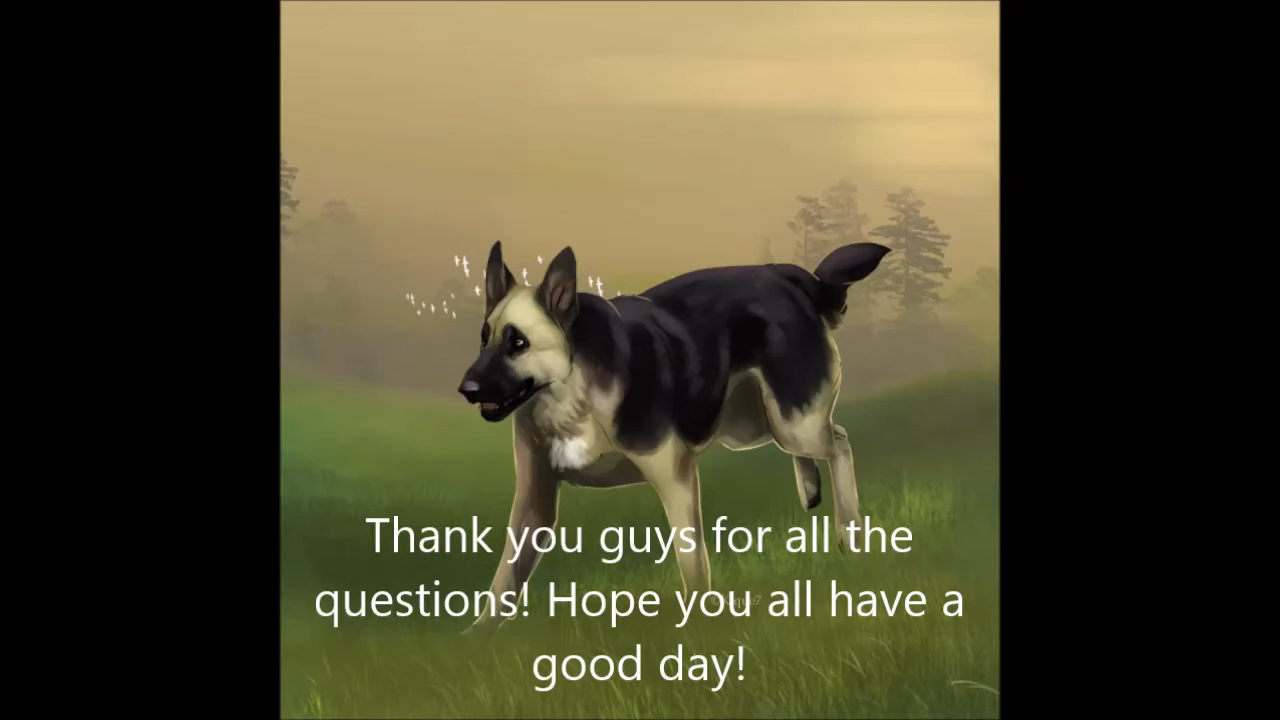 Thank you guys for all the
questions! Hope you all have a
good day!